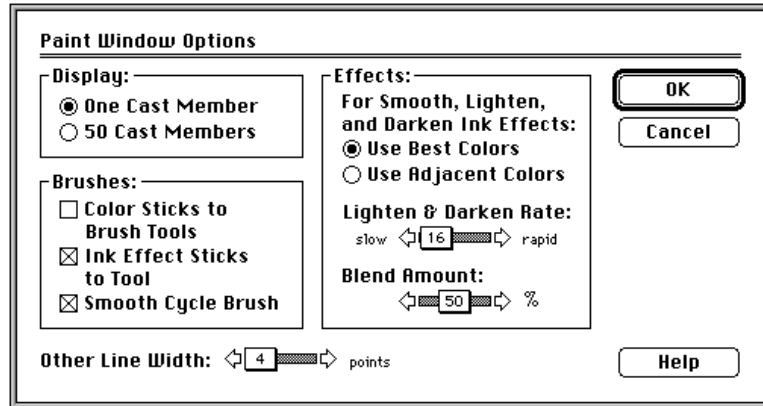 Paint Window Options
Display:
One Cast Member
50 Cast Members
Brushes:
Color Sticks to
Brush Tools
Ink Effect Sticks
to Tool
Smooth Cycle Brush
Effects:
For Smooth, Lighten,
and Darken Ink Effects:
Use Best Colors
Use Adjacent Colors
Lighten & Darken Rate:
slow 16 rapid
Blend Amount:
50 %
OK
Cancel
Other Line Width: 4 points
Help